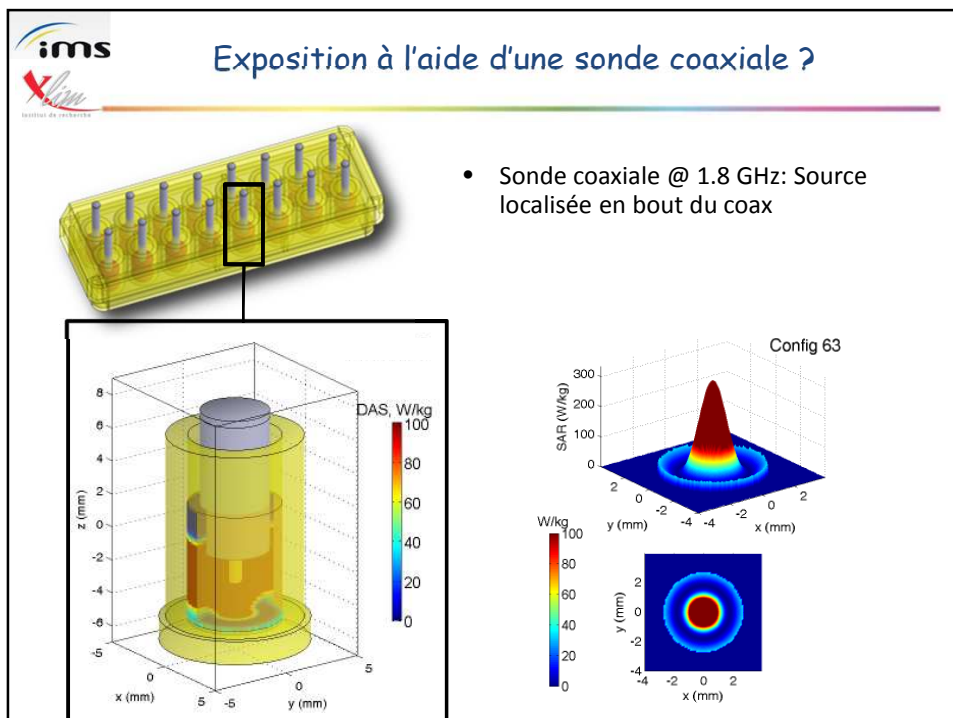 ims
Xlim
Institut de recherche
Exposition à l'aide d'une sonde coaxiale ?
• Sonde coaxiale @ 1.8 GHz: Source
localisée en bout du coax
8
6
4
2
0
-2
-4
-6
z (mm)
-5
0
5
x (mm)
-5
0
5
y (mm)
DAS, W/kg
100
80
60
40
20
0
Config 63
300
200
100
0
SAR (W/kg)
2
0
-2
-4
y (mm)
-4
-2
0
2
x (mm)
W/kg
100
80
60
40
20
0
2
0
-2
-4
y (mm)
-4
-2
0
2
x (mm)